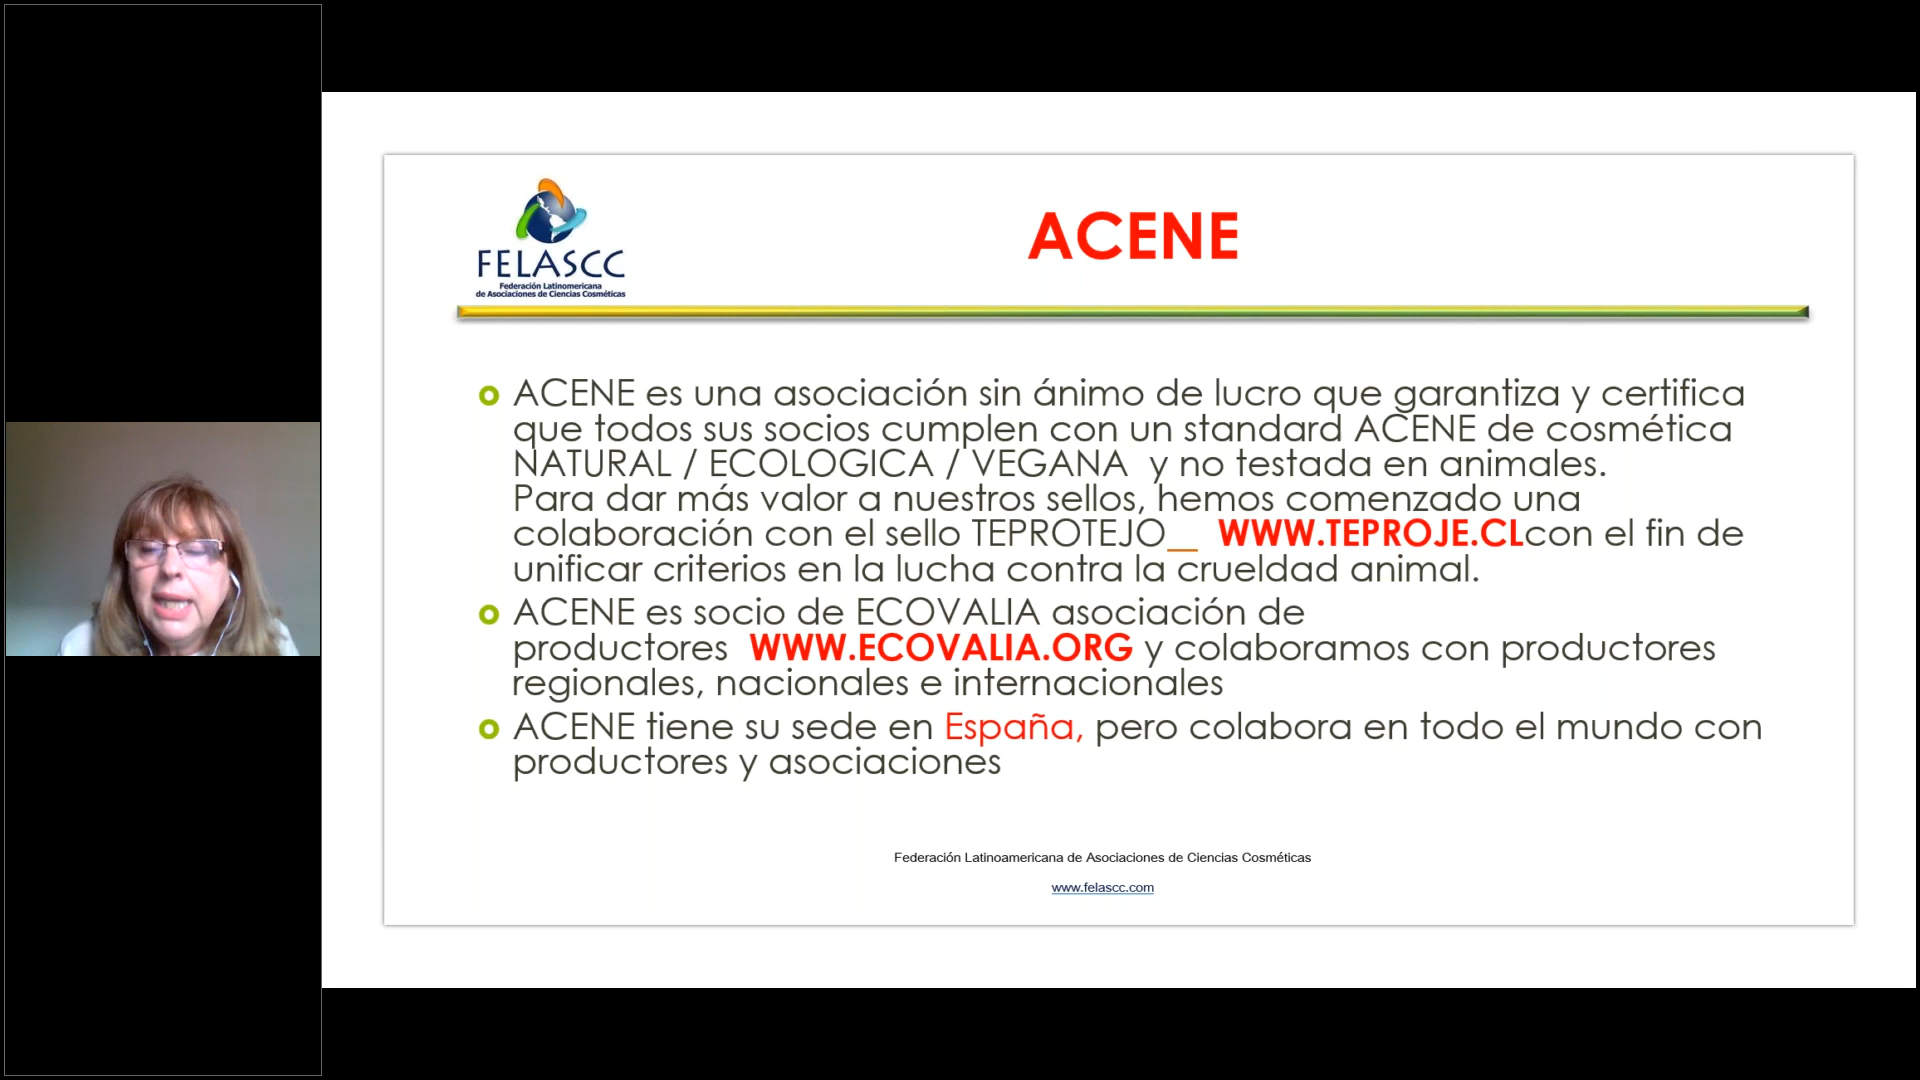 FELASCC
Federación Latinomericana
de Asociaciones de Ciencias Cosméticas
ACENE
ACENE es una asociación sin ánimo de lucro que garantiza y certifica
que todos sus socios cumplen con un standard ACENE de cosmética
NATURAL / ECOLOGICA / VEGANA y no testada en animales.
Para dar más valor a nuestros sellos, hemos comenzado una
colaboración con el sello TEPROTEJO__ WWW.TEPROJE.CLcon el fin de
unificar criterios en la lucha contra la crueldad animal.
ACENE es socio de ECOVALIA asociación de
productores WWW.ECOVALIA.ORG y colaboramos con productores
regionales, nacionales e internacionales
ACENE tiene su sede en España, pero colabora en todo el mundo con
productores y asociaciones
Federación Latinoamericana de Asociaciones de Ciencias Cosméticas
www.felascc.com